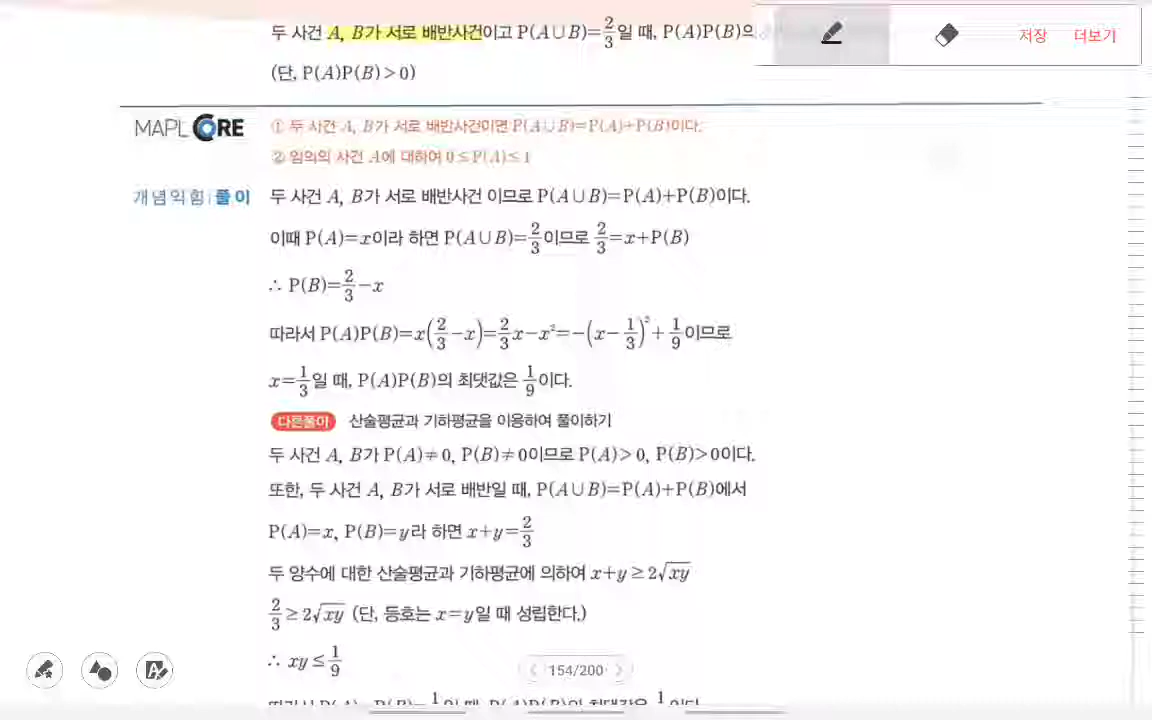 두 사건 A, B가 서로 배반사건이고 P(A∪B)=2/3일 때, P(A)P(B)의
저장 더보기
(단, P(A)P(B)>0)
MAPL CORE
① 두 사건 A, B가 서로 배반사건이면 P(A∪B)=P(A)+P(B)이다.
② 임의의 사건 A에 대하여 0≤P(A)≤1
개념익힘 | 풀이 두 사건 A, B가 서로 배반사건 이므로 P(A∪B)=P(A)+P(B)이다.
이때 P(A)=x이라 하면 P(A∪B)=2/3이므로 2/3=x+P(B)
∴ P(B)=2/3-x
따라서 P(A)P(B)=x(2/3-x)=2/3x-x²=-(x-1/3)²+1/9이므로
x=1/3일 때, P(A)P(B)의 최댓값은 1/9이다.
다른풀이 산술평균과 기하평균을 이용하여 풀이하기
두 사건 A, B가 P(A)≠0, P(B)≠0이므로 P(A)>0, P(B)>0이다.
또한, 두 사건 A, B가 서로 배반일 때, P(A∪B)=P(A)+P(B)에서
P(A)=x, P(B)=y라 하면 x+y=2/3
두 양수에 대한 산술평균과 기하평균에 의하여 x+y≥2√xy
2/3≥2√xy (단, 등호는 x=y일 때 성립한다.)
∴ xy≤1/9
154/200